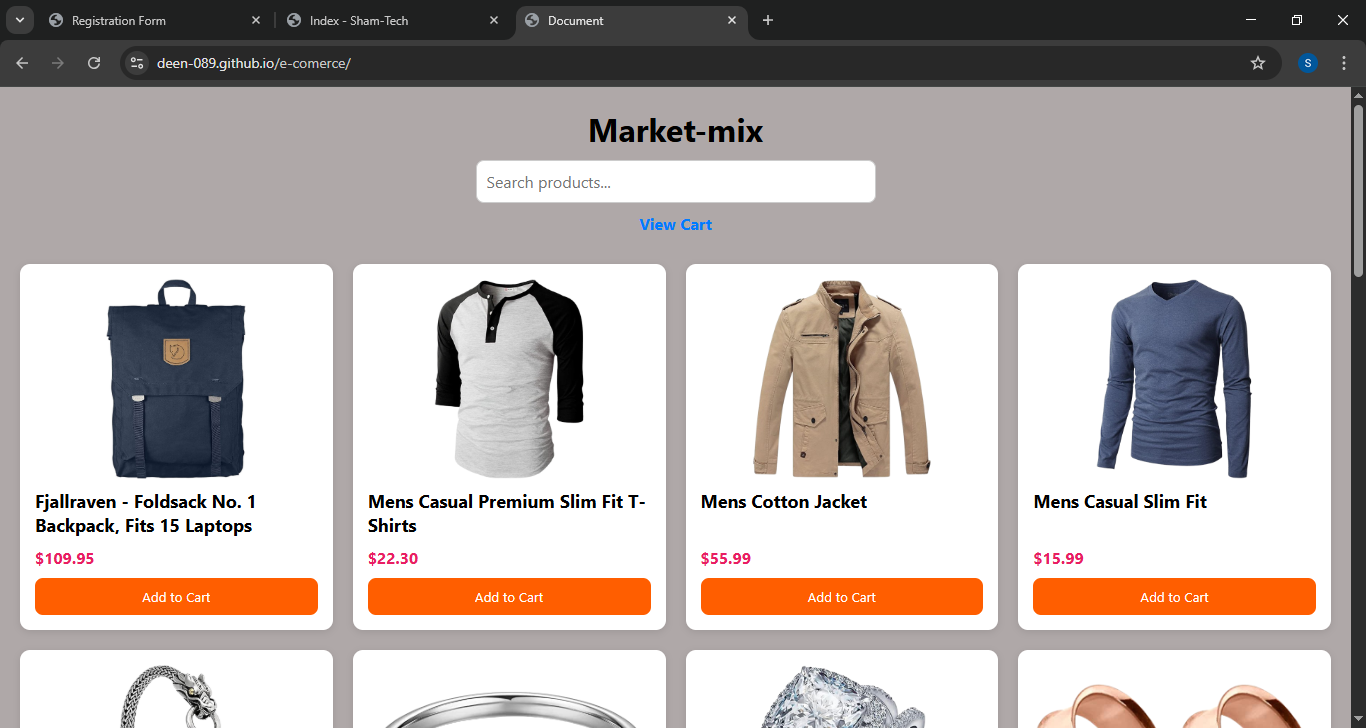 Registration Form
Index - Sham-Tech
Document
deen-089.github.io/e-comerce/
S
Market-mix
Search products...
View Cart
Fjallraven - Foldsack No. 1
Backpack, Fits 15 Laptops
$109.95
Add to Cart
Mens Casual Premium Slim Fit T-
Shirts
$22.30
Add to Cart
Mens Cotton Jacket
$55.99
Add to Cart
Mens Casual Slim Fit
$15.99
Add to Cart